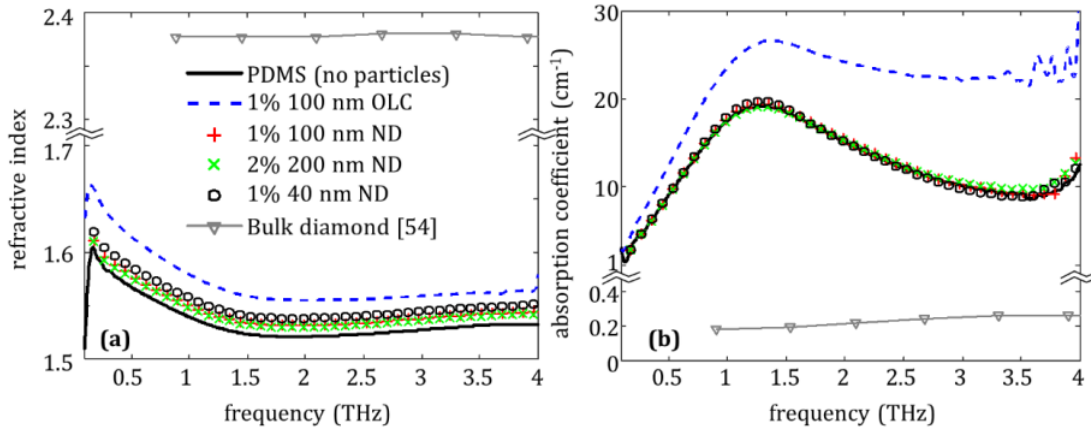 2.4
2.3
1.7
1.6
1.5
refractive index
PDMS (no particles)
1% 100 nm OLC
1% 100 nm ND
2% 200 nm ND
1% 40 nm ND
Bulk diamond [54]
(a)
0.5 1 1.5 2 2.5 3 3.5 4
frequency (THz)
30
20
10
1
0.4
0.2
0
absorption coefficient (cm⁻¹)
(b)
0.5 1 1.5 2 2.5 3 3.5 4
frequency (THz)